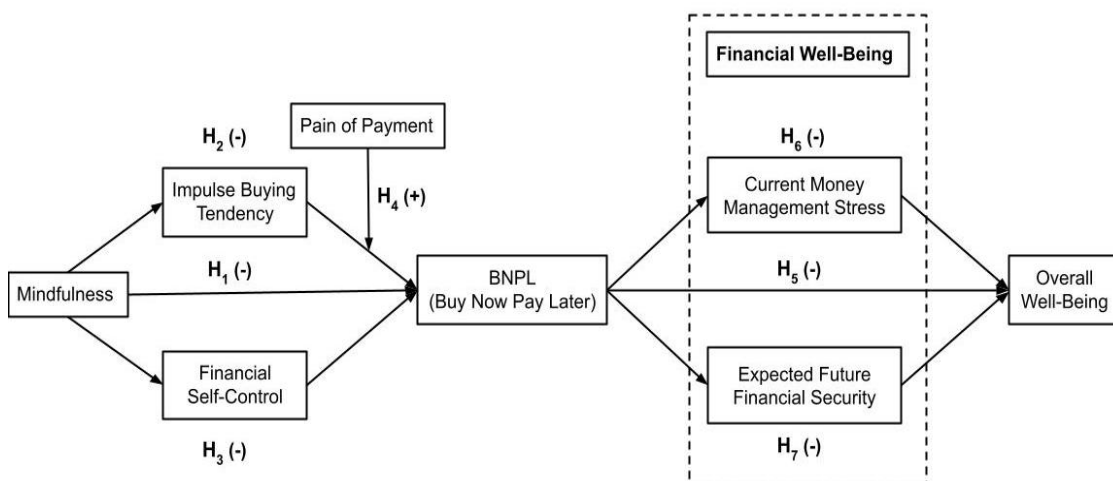 Financial Well-Being
Pain of Payment
H₂ (-)
H₆ (-)
Impulse Buying
Tendency
H₄ (+)
Current Money
Management Stress
H₁ (-)
H₅ (-)
Mindfulness
BNPL
(Buy Now Pay Later)
Overall
Well-Being
Financial
Self-Control
Expected Future
Financial Security
H₃ (-)
H₇ (-)